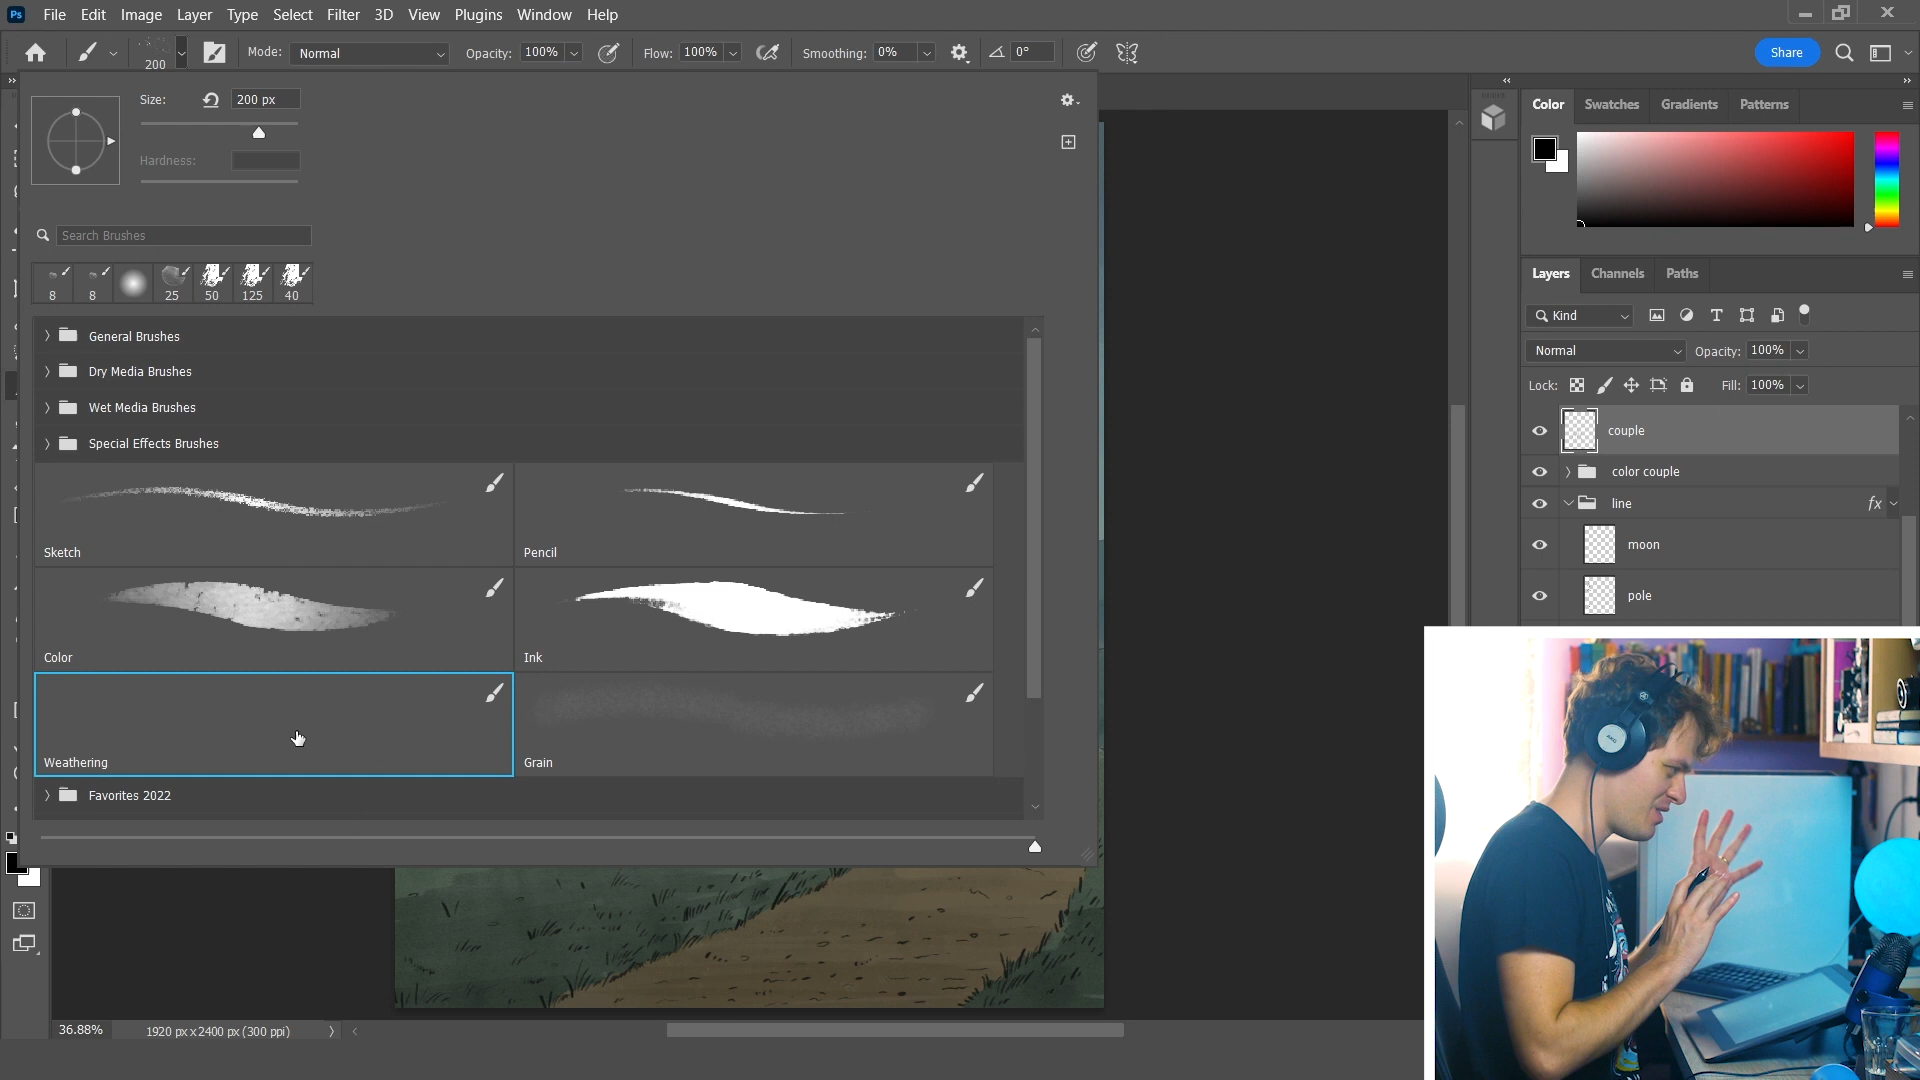 Ps File Edit Image Layer Type Select Filter 3D View Plugins Window Help
200 Mode: Normal Opacity: 100% Flow: 100% Smoothing: 0% 0° Share
Size: 200 px
Hardness:
Search Brushes
8 8 25 50 125 40
General Brushes
Dry Media Brushes
Wet Media Brushes
Special Effects Brushes
Sketch Pencil
Color Ink
Weathering Grain
Favorites 2022
36.88% 1920 px x 2400 px (300 ppi)
Color Swatches Gradients Patterns
Layers Channels Paths
Kind
Normal Opacity: 100%
Lock: Fill: 100%
couple
color couple
line fx
moon
pole
AKG